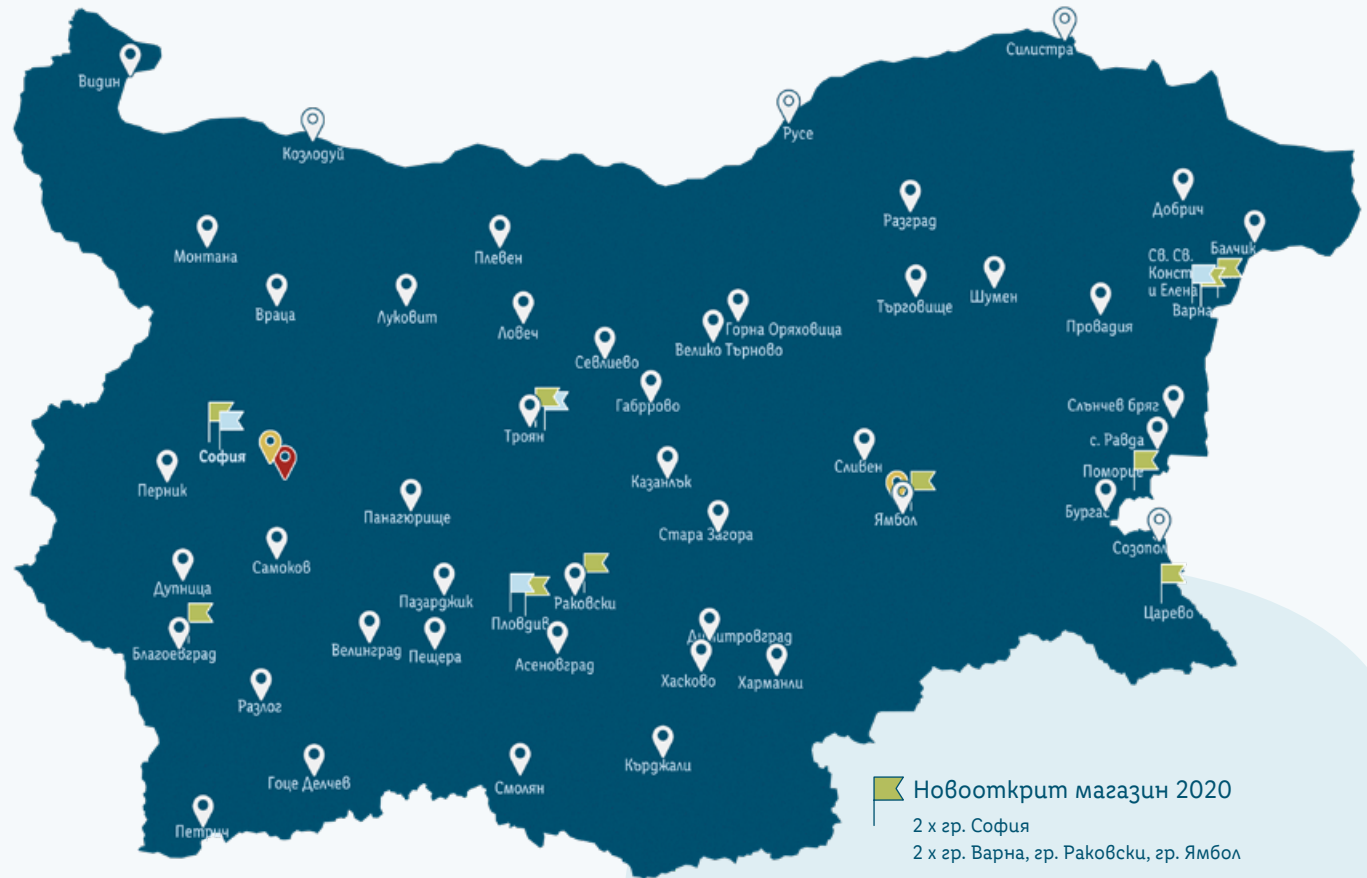 Силистра
Видин
Русе
Козлодуй
Добрич
Разград
Монтана
Плевен
Балчик
Св. Св.
Конст
и Елена
Варна
Шумен
Търговище
Враца
Луковит
Ловеч
Провадия
Горна Оряховица
Велико Търново
Севлиево
Габррово
Слънчев бряг
Троян
с. Равда
София
Поморие
Сливен
Казанлък
Перник
Бургас
Панагюрище
Ямбол
Стара Загора
Созопол
Самоков
Дупница
Пазарджик
Раковски
Царево
Пловдив
Димитровград
Благоевград
Велинград
Пещера
Асеновград
Хасково
Харманли
Разлог
Кърджали
Гоце Делчев
Смолян
Петрич
Новооткрит магазин 2020
2 x гр. София
2 x гр. Варна, гр. Раковски, гр. Ямбол